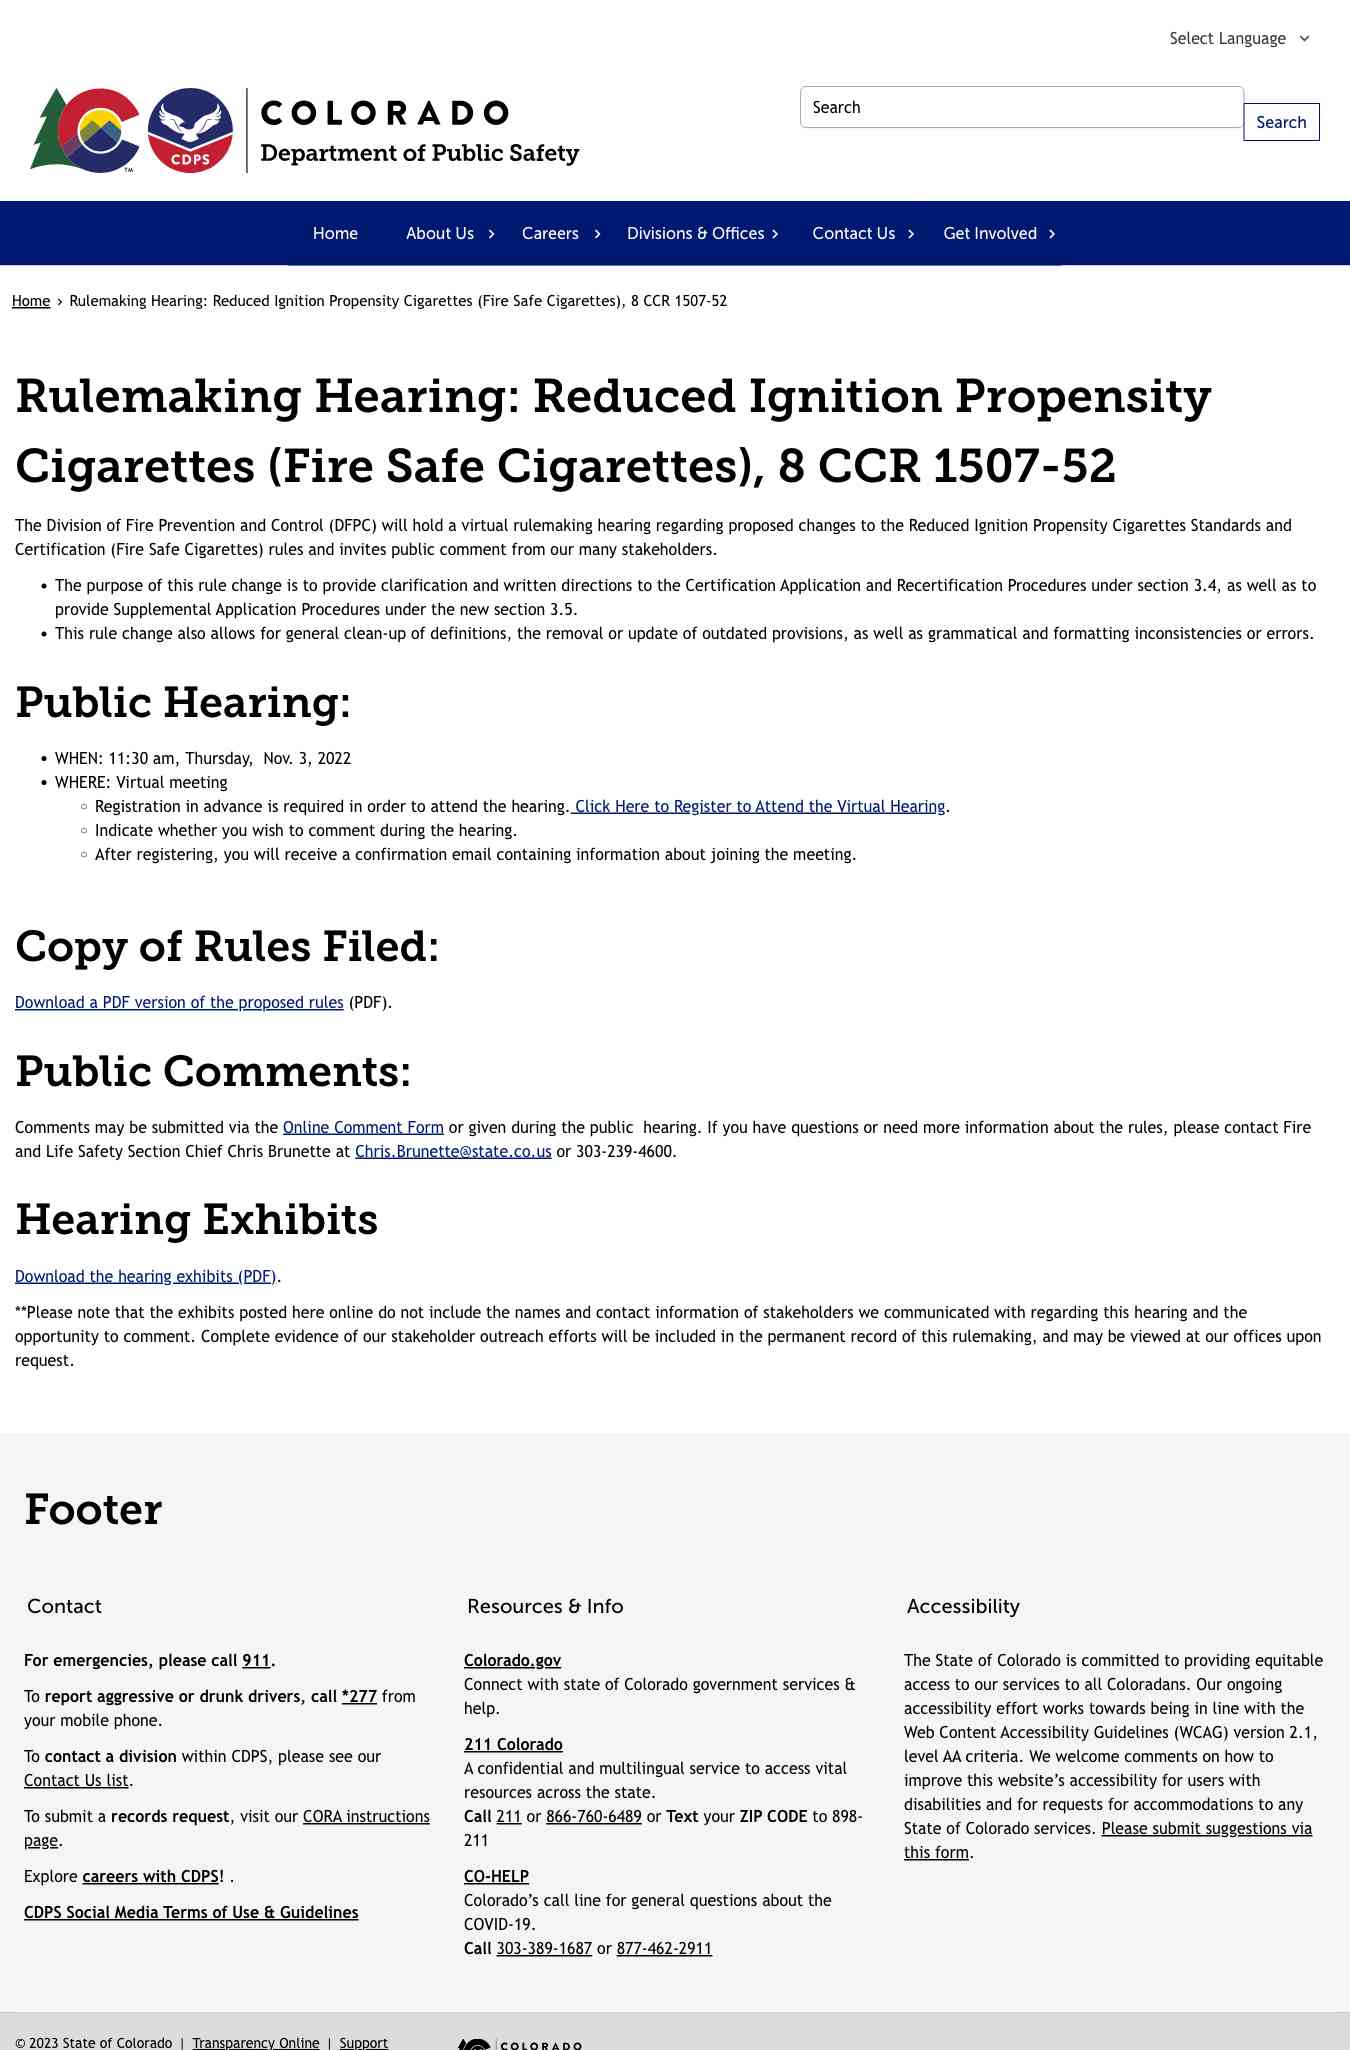 Select Language
CDPS
TM
COLORADO
Department of Public Safety
Search
Search
Home
About Us
Careers
Divisions & Offices
Contact Us
Get Involved
Home › Rulemaking Hearing: Reduced Ignition Propensity Cigarettes (Fire Safe Cigarettes), 8 CCR 1507-52
Rulemaking Hearing: Reduced Ignition Propensity
Cigarettes (Fire Safe Cigarettes), 8 CCR 1507-52
The Division of Fire Prevention and Control (DFPC) will hold a virtual rulemaking hearing regarding proposed changes to the Reduced Ignition Propensity Cigarettes Standards and
Certification (Fire Safe Cigarettes) rules and invites public comment from our many stakeholders.
• The purpose of this rule change is to provide clarification and written directions to the Certification Application and Recertification Procedures under section 3.4, as well as to
provide Supplemental Application Procedures under the new section 3.5.
• This rule change also allows for general clean-up of definitions, the removal or update of outdated provisions, as well as grammatical and formatting inconsistencies or errors.
Public Hearing:
• WHEN: 11:30 am, Thursday,  Nov. 3, 2022
• WHERE: Virtual meeting
○ Registration in advance is required in order to attend the hearing. Click Here to Register to Attend the Virtual Hearing.
○ Indicate whether you wish to comment during the hearing.
○ After registering, you will receive a confirmation email containing information about joining the meeting.
Copy of Rules Filed:
Download a PDF version of the proposed rules (PDF).
Public Comments:
Comments may be submitted via the Online Comment Form or given during the public  hearing. If you have questions or need more information about the rules, please contact Fire
and Life Safety Section Chief Chris Brunette at Chris.Brunette@state.co.us or 303-239-4600.
Hearing Exhibits
Download the hearing exhibits (PDF).
**Please note that the exhibits posted here online do not include the names and contact information of stakeholders we communicated with regarding this hearing and the
opportunity to comment. Complete evidence of our stakeholder outreach efforts will be included in the permanent record of this rulemaking, and may be viewed at our offices upon
request.
Footer
Contact
For emergencies, please call 911.
To report aggressive or drunk drivers, call *277 from
your mobile phone.
To contact a division within CDPS, please see our
Contact Us list.
To submit a records request, visit our CORA instructions
page.
Explore careers with CDPS! .
CDPS Social Media Terms of Use & Guidelines
Resources & Info
Colorado.gov
Connect with state of Colorado government services &
help.
211 Colorado
A confidential and multilingual service to access vital
resources across the state.
Call 211 or 866-760-6489 or Text your ZIP CODE to 898-
211
CO-HELP
Colorado’s call line for general questions about the
COVID-19.
Call 303-389-1687 or 877-462-2911
Accessibility
The State of Colorado is committed to providing equitable
access to our services to all Coloradans. Our ongoing
accessibility effort works towards being in line with the
Web Content Accessibility Guidelines (WCAG) version 2.1,
level AA criteria. We welcome comments on how to
improve this website’s accessibility for users with
disabilities and for requests for accommodations to any
State of Colorado services. Please submit suggestions via
this form.
© 2023 State of Colorado | Transparency Online | Support
COLORADO